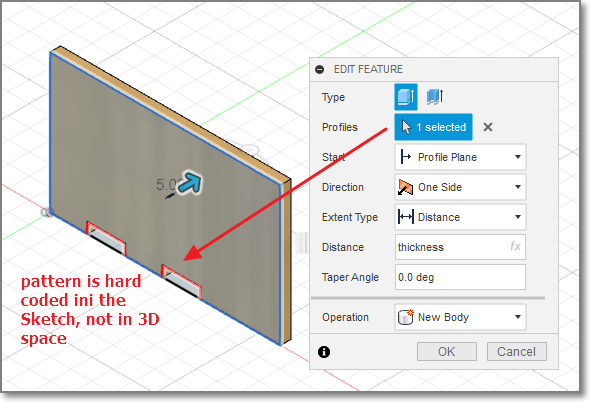 EDIT FEATURE
Type
Profiles
1 selected
Start
Profile Plane
Direction
One Side
Extent Type
Distance
Distance
thickness
fx
Taper Angle
0.0 deg
Operation
New Body
OK
Cancel
pattern is hard
coded ini the
Sketch, not in 3D
space